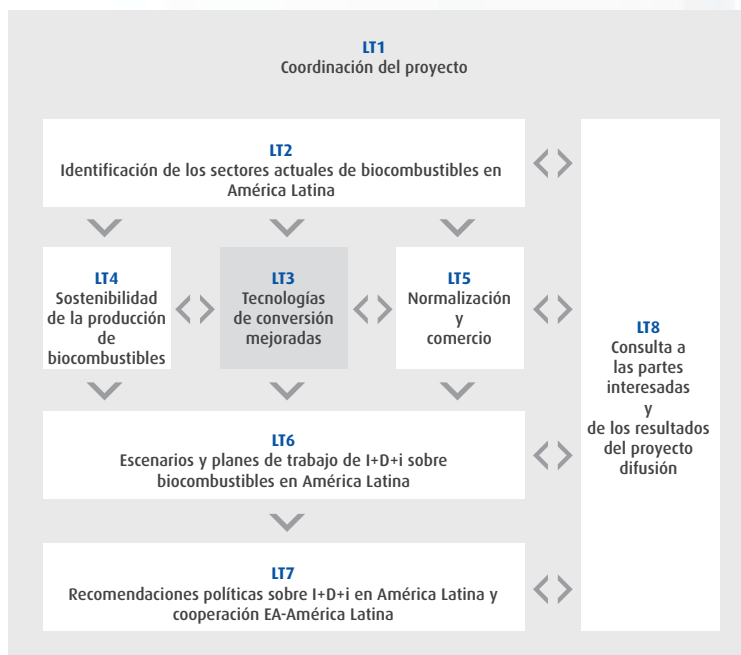 LT1
Coordinación del proyecto
LT2
Identificación de los sectores actuales de biocombustibles en
América Latina
LT4
Sostenibilidad
de la producción
de
biocombustibles
LT3
Tecnologías
de conversión
mejoradas
LT5
Normalización
y
comercio
LT8
Consulta a
las partes
interesadas
y
de los resultados
del proyecto
difusión
LT6
Escenarios y planes de trabajo de I+D+i sobre
biocombustibles en América Latina
LT7
Recomendaciones políticas sobre I+D+i en América Latina y
cooperación EA-América Latina